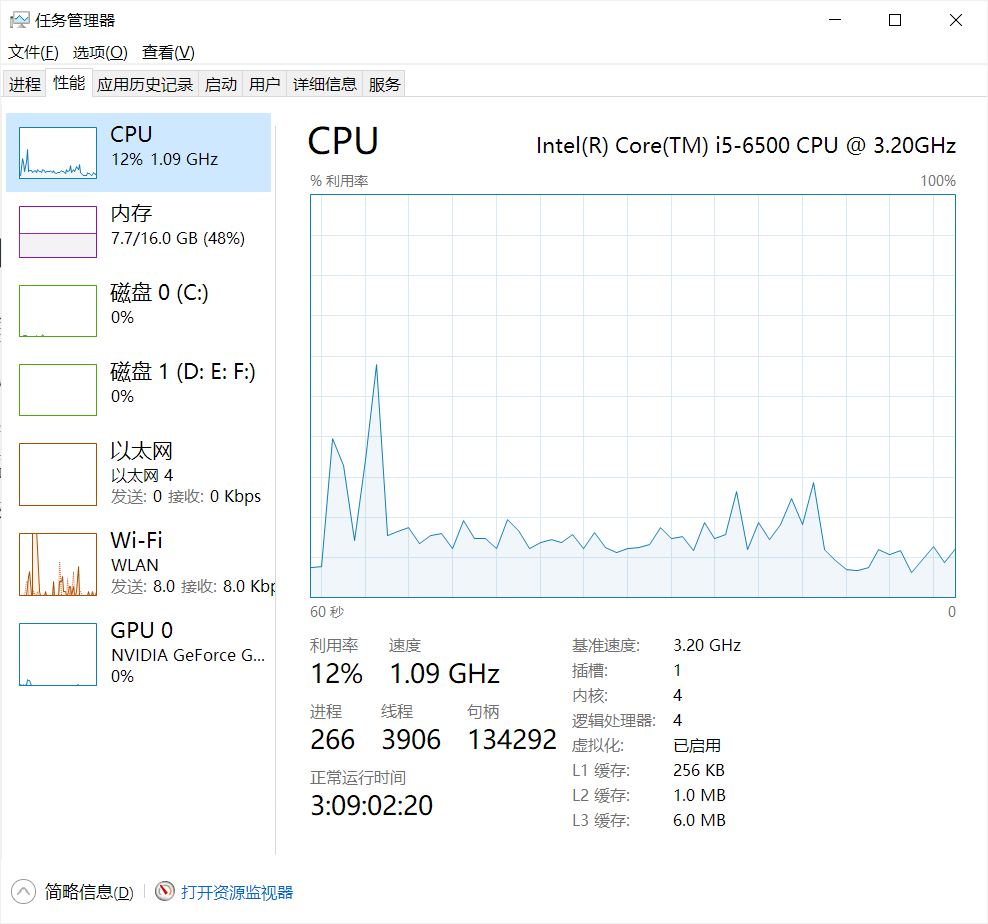 任务管理器
文件(F) 选项(O) 查看(V)
进程 性能 应用历史记录 启动 用户 详细信息 服务
CPU
12% 1.09 GHz
内存
7.7/16.0 GB (48%)
磁盘 0 (C:)
0%
磁盘 1 (D: E: F:)
0%
以太网
以太网 4
发送: 0 接收: 0 Kbps
Wi-Fi
WLAN
发送: 8.0 接收: 8.0 Kbp
GPU 0
NVIDIA GeForce G...
0%
CPU
Intel(R) Core(TM) i5-6500 CPU @ 3.20GHz
% 利用率 100%
60 秒 0
利用率 速度
12% 1.09 GHz
进程 线程 句柄
266 3906 134292
正常运行时间
3:09:02:20
基准速度: 3.20 GHz
插槽: 1
内核: 4
逻辑处理器: 4
虚拟化: 已启用
L1 缓存: 256 KB
L2 缓存: 1.0 MB
L3 缓存: 6.0 MB
简略信息(D) 打开资源监视器